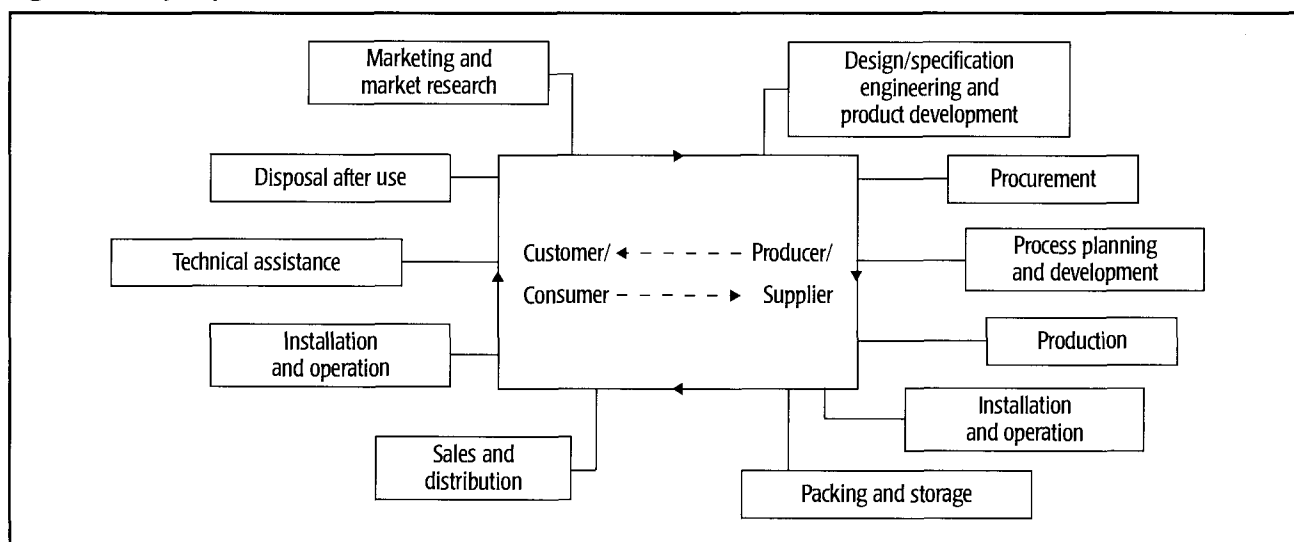 Marketing and
market research
Design/specification
engineering and
product development
Disposal after use
Procurement
Technical assistance
Customer/
Producer/
Process planning
and development
Consumer
Supplier
Installation
and operation
Production
Installation
and operation
Sales and
distribution
Packing and storage